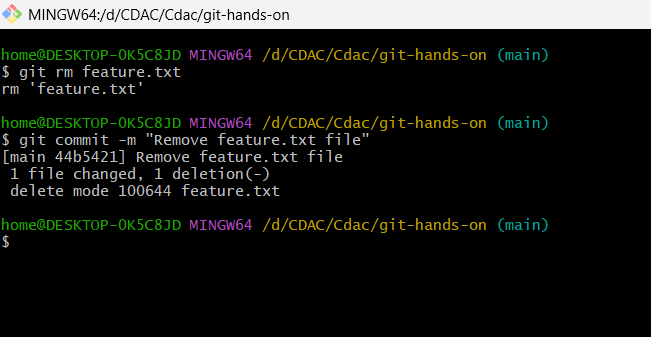 MINGW64:/d/CDAC/Cdac/git-hands-on
home@DESKTOP-0K5C8JD MINGW64 /d/CDAC/Cdac/git-hands-on (main)
$ git rm feature.txt
rm 'feature.txt'
home@DESKTOP-0K5C8JD MINGW64 /d/CDAC/Cdac/git-hands-on (main)
$ git commit -m "Remove feature.txt file"
[main 44b5421] Remove feature.txt file
 1 file changed, 1 deletion(-)
 delete mode 100644 feature.txt
home@DESKTOP-0K5C8JD MINGW64 /d/CDAC/Cdac/git-hands-on (main)
$